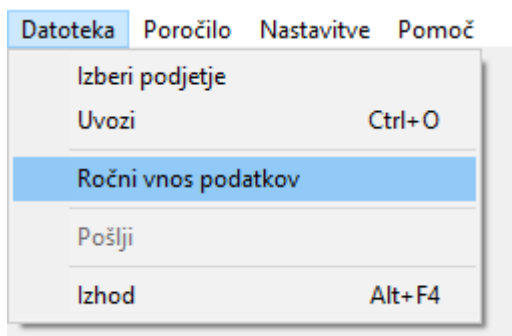 Datoteka Poročilo Nastavitve Pomoč
Izberi podjetje
Uvozi Ctrl+O
Ročni vnos podatkov
Pošlji
Izhod Alt+F4